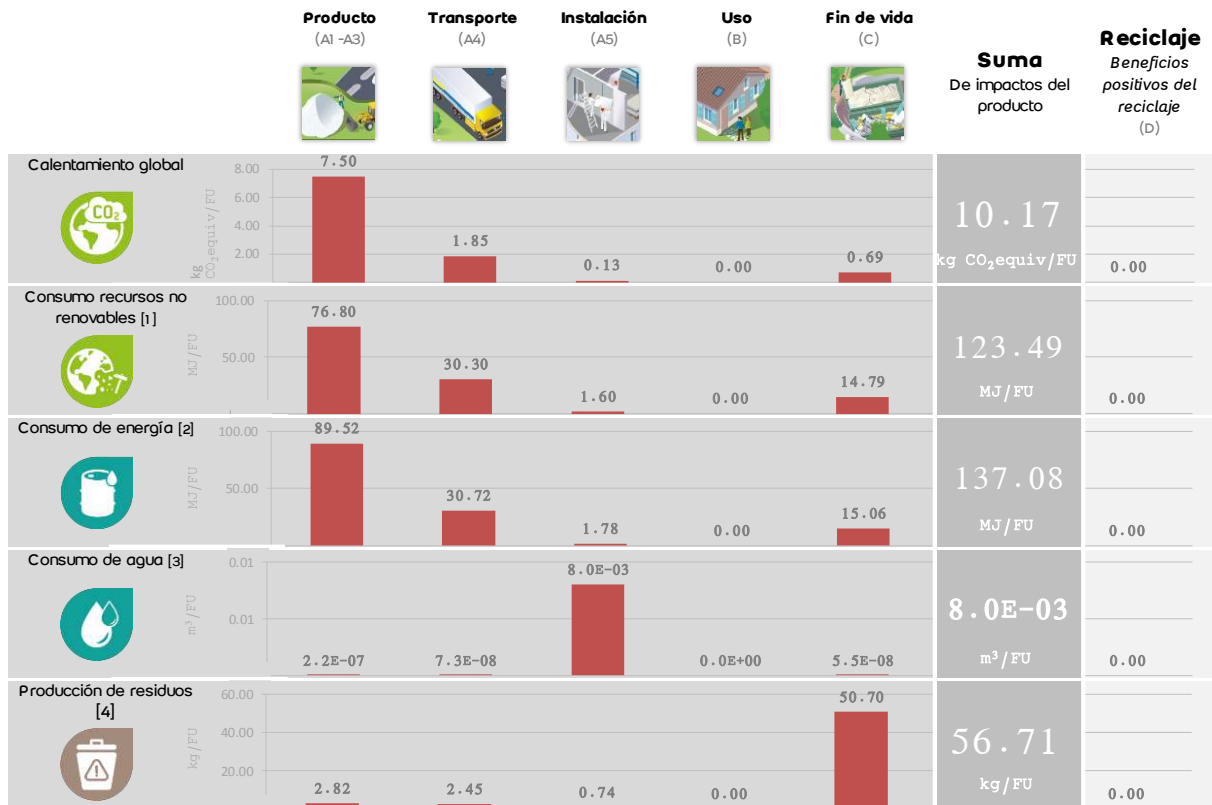 Producto
(A1 -A3)
Transporte
(A4)
Instalación
(A5)
Uso
(B)
Fin de vida
(C)
Suma
De impactos del
producto
Reciclaje
Beneficios
positivos del
reciclaje
(D)
Calentamiento global
CO₂
kg
CO₂equiv/FU
8.00
6.00
4.00
2.00
7.50
1.85
0.13
0.00
0.69
10.17
kg CO₂equiv/FU
0.00
Consumo recursos no
renovables [1]
MJ/FU
100.00
50.00
76.80
30.30
1.60
0.00
14.79
123.49
MJ/FU
0.00
Consumo de energía [2]
MJ/FU
100.00
50.00
89.52
30.72
1.78
0.00
15.06
137.08
MJ/FU
0.00
Consumo de agua [3]
m³/FU
0.01
0.01
2.2E-07
7.3E-08
8.0E-03
0.0E+00
5.5E-08
8.0E-03
m³/FU
0.00
Producción de residuos
[4]
kg/FU
60.00
40.00
20.00
2.82
2.45
0.74
0.00
50.70
56.71
kg/FU
0.00